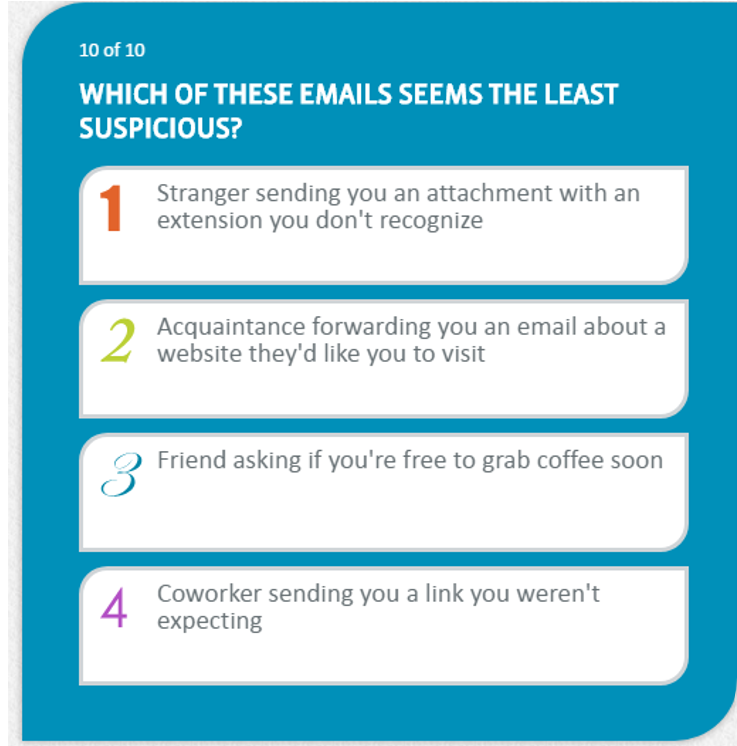 10 of 10
WHICH OF THESE EMAILS SEEMS THE LEAST
SUSPICIOUS?
1
Stranger sending you an attachment with an
extension you don't recognize
2
Acquaintance forwarding you an email about a
website they'd like you to visit
3
Friend asking if you're free to grab coffee soon
4
Coworker sending you a link you weren't
expecting